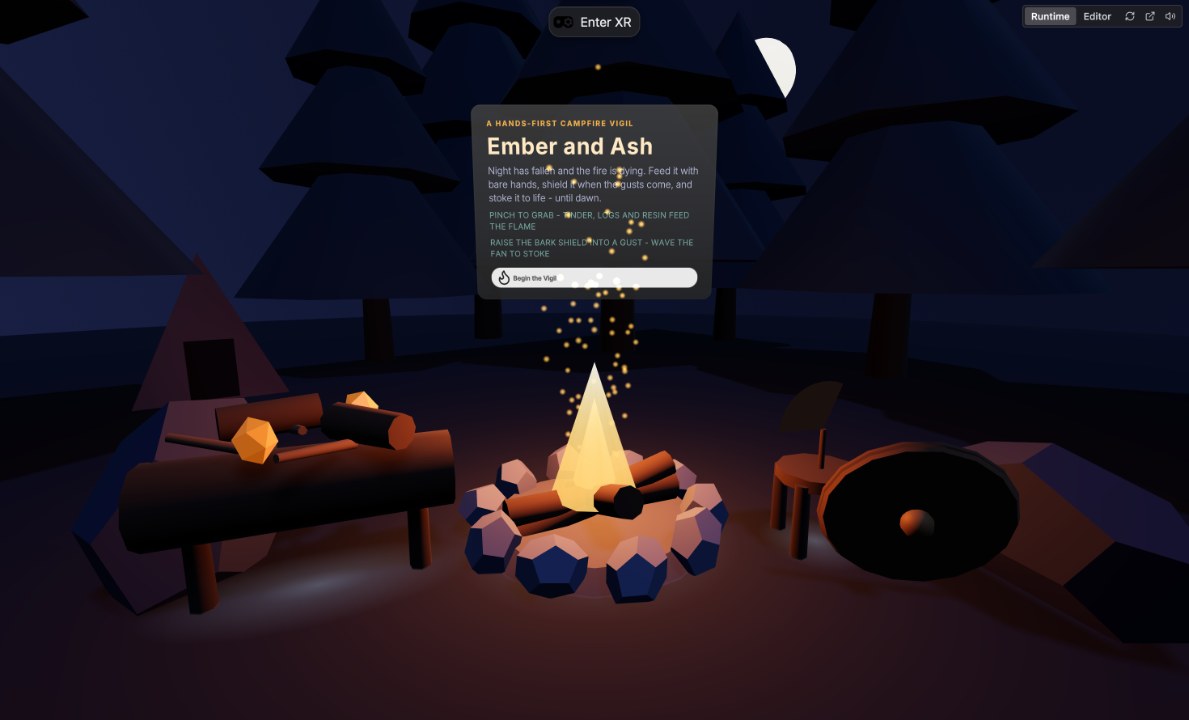 Enter XR
Runtime Editor
A HANDS-FIRST CAMPFIRE VIGIL
Ember and Ash
Night has fallen and the fire is dying. Feed it with
bare hands, shield it when the gusts come, and
stoke it to life - until dawn.
PINCH TO GRAB - TINDER, LOGS AND RESIN FEED
THE FLAME
RAISE THE BARK SHIELD INTO A GUST - WAVE THE
FAN TO STOKE
Begin the Vigil